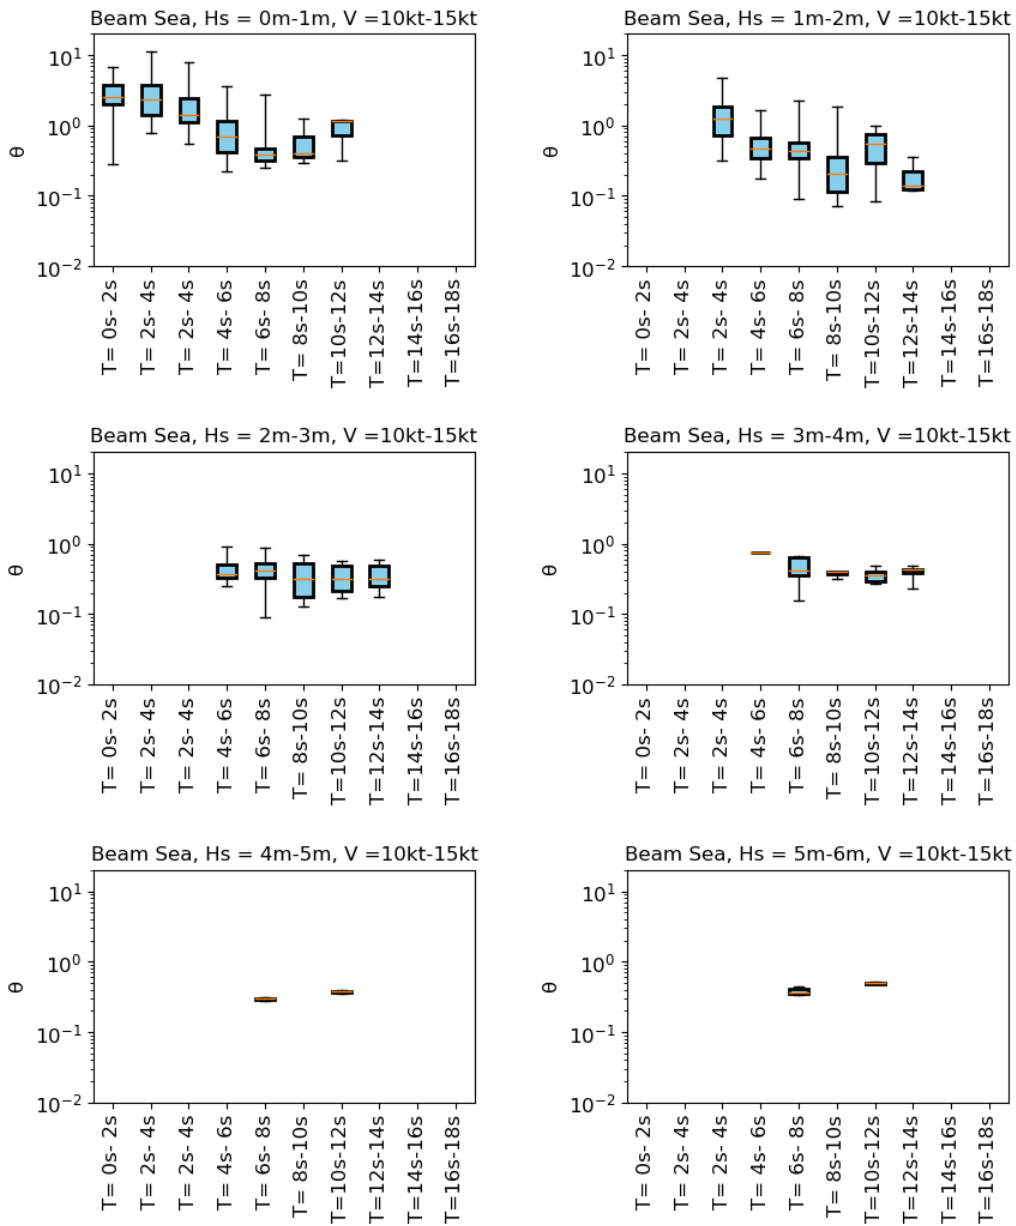 Beam Sea, Hs = 0m-1m, V =10kt-15kt
θ
10¹
10⁰
10⁻¹
10⁻²
T= 0s- 2s
T= 2s- 4s
T= 2s- 4s
T= 4s- 6s
T= 6s- 8s
T= 8s-10s
T=10s-12s
T=12s-14s
T=14s-16s
T=16s-18s
Beam Sea, Hs = 1m-2m, V =10kt-15kt
θ
10¹
10⁰
10⁻¹
10⁻²
T= 0s- 2s
T= 2s- 4s
T= 2s- 4s
T= 4s- 6s
T= 6s- 8s
T= 8s-10s
T=10s-12s
T=12s-14s
T=14s-16s
T=16s-18s
Beam Sea, Hs = 2m-3m, V =10kt-15kt
θ
10¹
10⁰
10⁻¹
10⁻²
T= 0s- 2s
T= 2s- 4s
T= 2s- 4s
T= 4s- 6s
T= 6s- 8s
T= 8s-10s
T=10s-12s
T=12s-14s
T=14s-16s
T=16s-18s
Beam Sea, Hs = 3m-4m, V =10kt-15kt
θ
10¹
10⁰
10⁻¹
10⁻²
T= 0s- 2s
T= 2s- 4s
T= 2s- 4s
T= 4s- 6s
T= 6s- 8s
T= 8s-10s
T=10s-12s
T=12s-14s
T=14s-16s
T=16s-18s
Beam Sea, Hs = 4m-5m, V =10kt-15kt
θ
10¹
10⁰
10⁻¹
10⁻²
T= 0s- 2s
T= 2s- 4s
T= 2s- 4s
T= 4s- 6s
T= 6s- 8s
T= 8s-10s
T=10s-12s
T=12s-14s
T=14s-16s
T=16s-18s
Beam Sea, Hs = 5m-6m, V =10kt-15kt
θ
10¹
10⁰
10⁻¹
10⁻²
T= 0s- 2s
T= 2s- 4s
T= 2s- 4s
T= 4s- 6s
T= 6s- 8s
T= 8s-10s
T=10s-12s
T=12s-14s
T=14s-16s
T=16s-18s